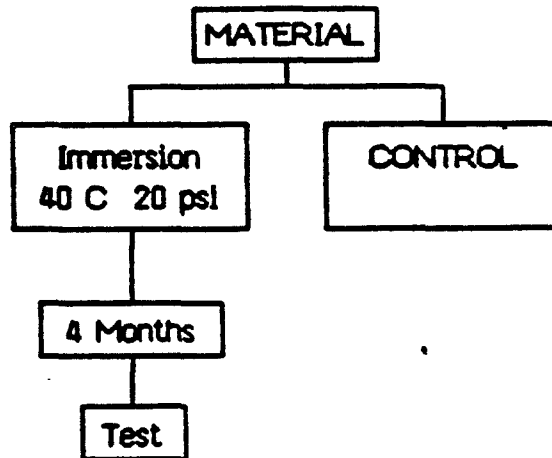 MATERIAL
Immersion
40 C 20 psi
CONTROL
4 Months
Test